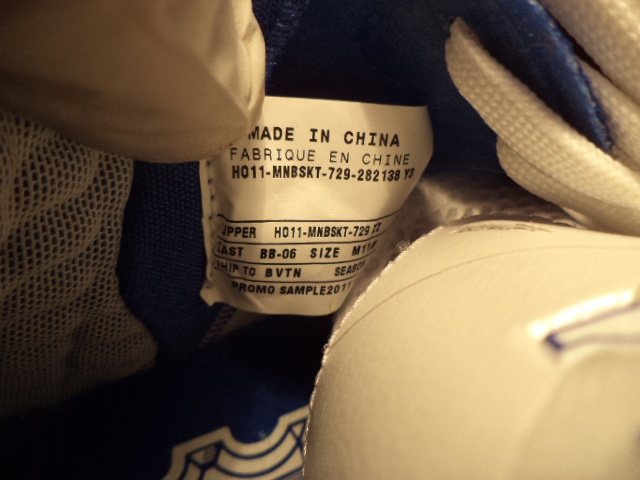 MADE IN CHINA
FABRIQUE EN CHINE
HO11-MNBSKT-729-282138
UPPER HO11-MNBSKT-729
LAST BB-06 SIZE
SHIP TO BVTN
PROMO SAMPLE